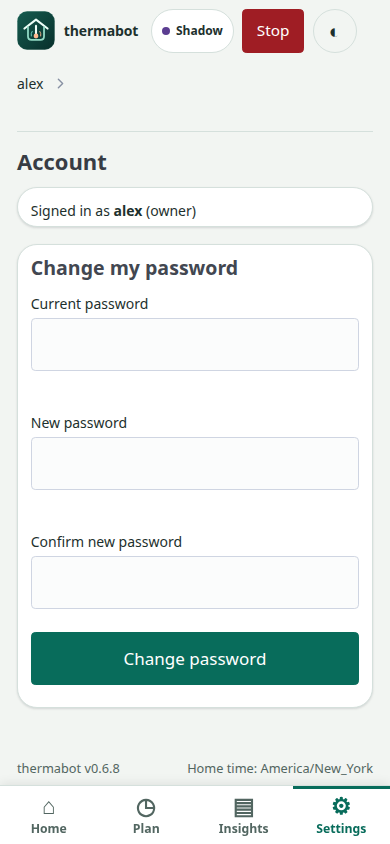 thermabot
Shadow
Stop
alex
Account
Signed in as alex (owner)
Change my password
Current password
New password
Confirm new password
Change password
thermabot v0.6.8
Home time: America/New_York
Home
Plan
Insights
Settings